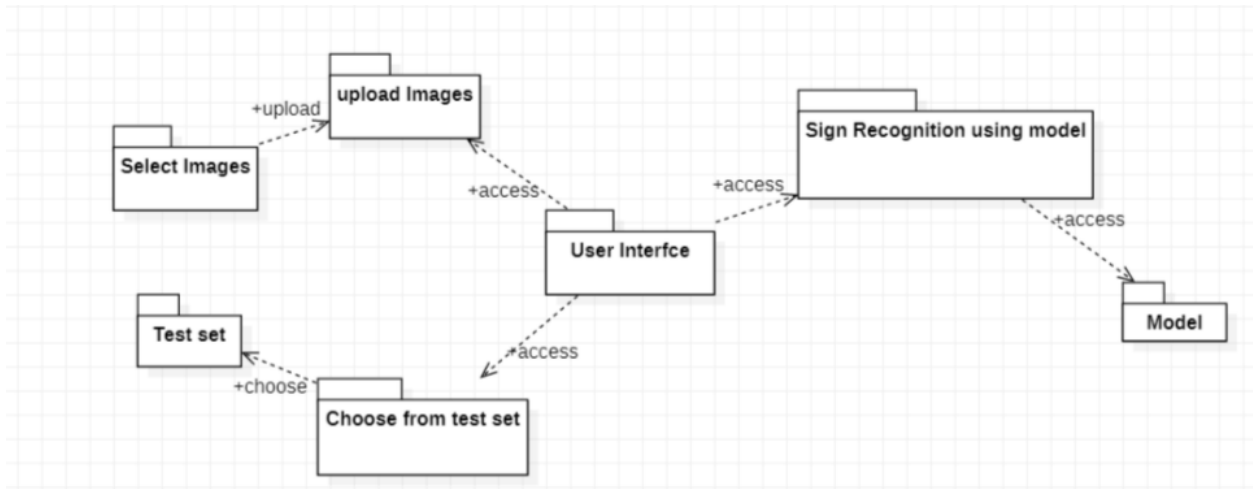 upload Images
+upload
Sign Recognition using model
Select Images
+access
+access
+access
User Interfce
Model
Test set
+access
+choose
Choose from test set